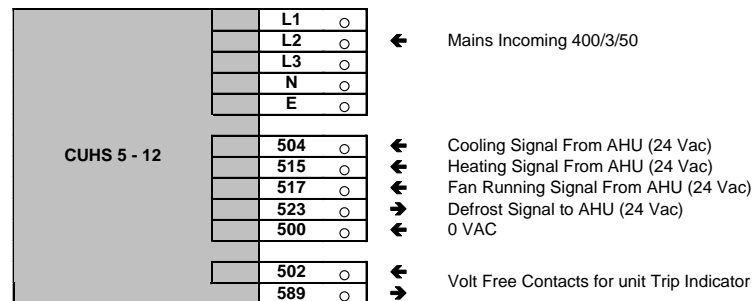 L1
L2 🡸 Mains Incoming 400/3/50
L3
N
E
CUHS 5 - 12
504 🡸 Cooling Signal From AHU (24 Vac)
515 🡸 Heating Signal From AHU (24 Vac)
517 🡸 Fan Running Signal From AHU (24 Vac)
523 🡺 Defrost Signal to AHU (24 Vac)
500 🡸 0 VAC
502 🡸
Volt Free Contacts for unit Trip Indicator
589 🡺